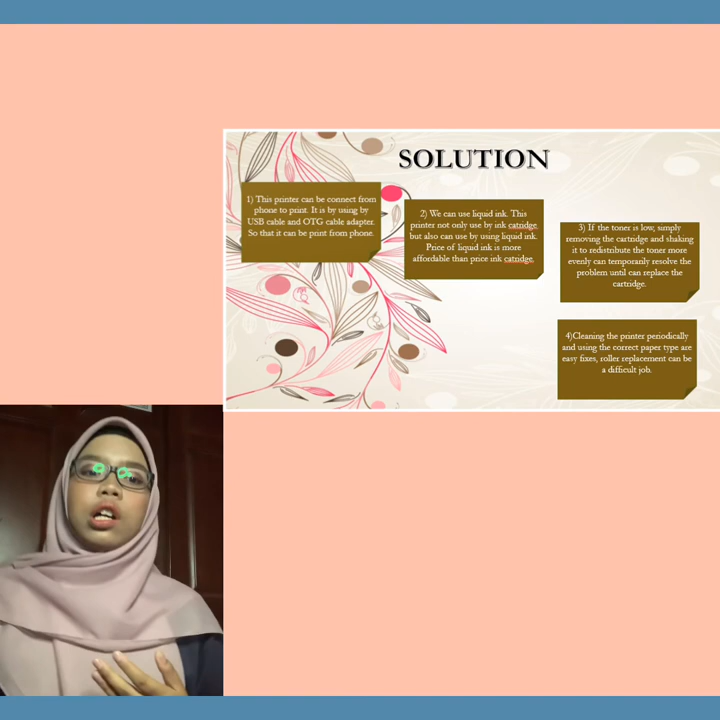 SOLUTION
1) This printer can be connect from
phone to print. It is by using by
USB cable and OTG cable adapter.
So that it can be print from phone.
2) We can use liquid ink. This
printer not only use by ink catridge
but also can use by using liquid ink.
Price of liquid ink is more
affordable than price ink catridge.
3) If the toner is low, simply
removing the cartridge and shaking
it to redistribute the toner more
evenly can temporarily resolve the
problem until can replace the
cartridge.
4)Cleaning the printer periodically
and using the correct paper type are
easy fixes, roller replacement can be
a difficult job.